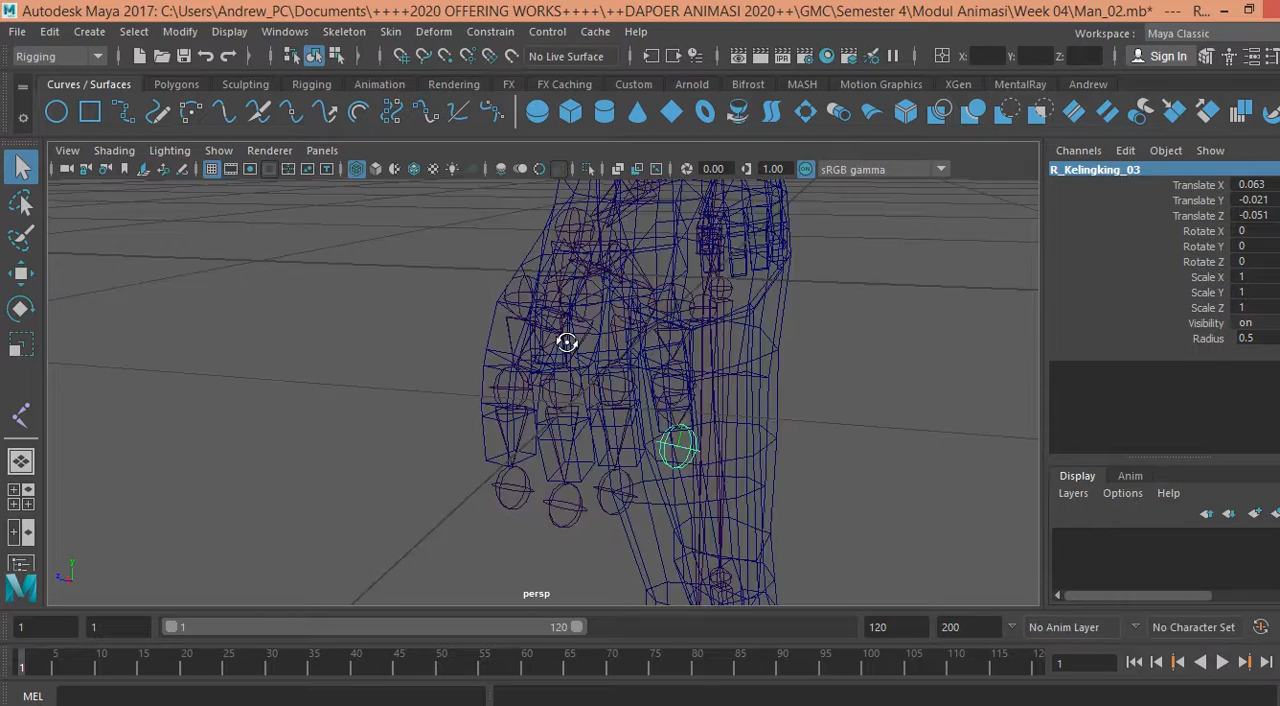 Autodesk Maya 2017: C:\Users\Andrew_PC\Documents\++++2020 OFFERING WORKS++++\++DAPOER ANIMASI 2020++\GMC\Semester 4\Modul Animasi\Week 04\Man_02.mb* --- R...
File Edit Create Select Modify Display Windows Skeleton Skin Deform Constrain Control Cache Help Workspace: Maya Classic
Rigging No Live Surface X: Y: Z: Sign In
Curves / Surfaces Polygons Sculpting Rigging Animation Rendering FX FX Caching Custom Arnold Bifrost MASH Motion Graphics XGen MentalRay Andrew
View Shading Lighting Show Renderer Panels
0.00 1.00 ON sRGB gamma
Channels Edit Object Show
R_Kelingking_03
Translate X 0.063
Translate Y -0.021
Translate Z -0.051
Rotate X 0
Rotate Y 0
Rotate Z 0
Scale X 1
Scale Y 1
Scale Z 1
Visibility on
Radius 0.5
Display Anim
Layers Options Help
y
z
persp
1 1 1 120 120 200 No Anim Layer No Character Set
1 5 10 15 20 25 30 35 40 45 50 55 60 65 70 75 80 85 90 95 100 105 110 115 12 1
MEL